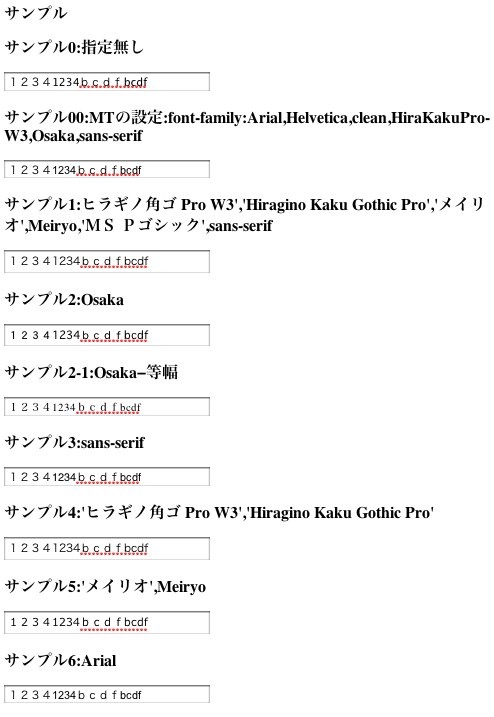 サンプル
サンプル0:指定無し
１２３４1234ｂｃｄｆbcdf
サンプル00:MTの設定:font-family:Arial,Helvetica,clean,HiraKakuPro-
W3,Osaka,sans-serif
１２３４1234ｂｃｄｆbcdf
サンプル1:ヒラギノ角ゴ Pro W3','Hiragino Kaku Gothic Pro','メイリ
オ',Meiryo,'ＭＳ Ｐゴシック',sans-serif
１２３４1234ｂｃｄｆbcdf
サンプル2:Osaka
１２３４1234ｂｃｄｆbcdf
サンプル2-1:Osaka−等幅
１２３４1234ｂｃｄｆbcdf
サンプル3:sans-serif
１２３４1234ｂｃｄｆbcdf
サンプル4:'ヒラギノ角ゴ Pro W3','Hiragino Kaku Gothic Pro'
１２３４1234ｂｃｄｆbcdf
サンプル5:'メイリオ',Meiryo
１２３４1234ｂｃｄｆbcdf
サンプル6:Arial
１２３４1234ｂｃｄｆbcdf